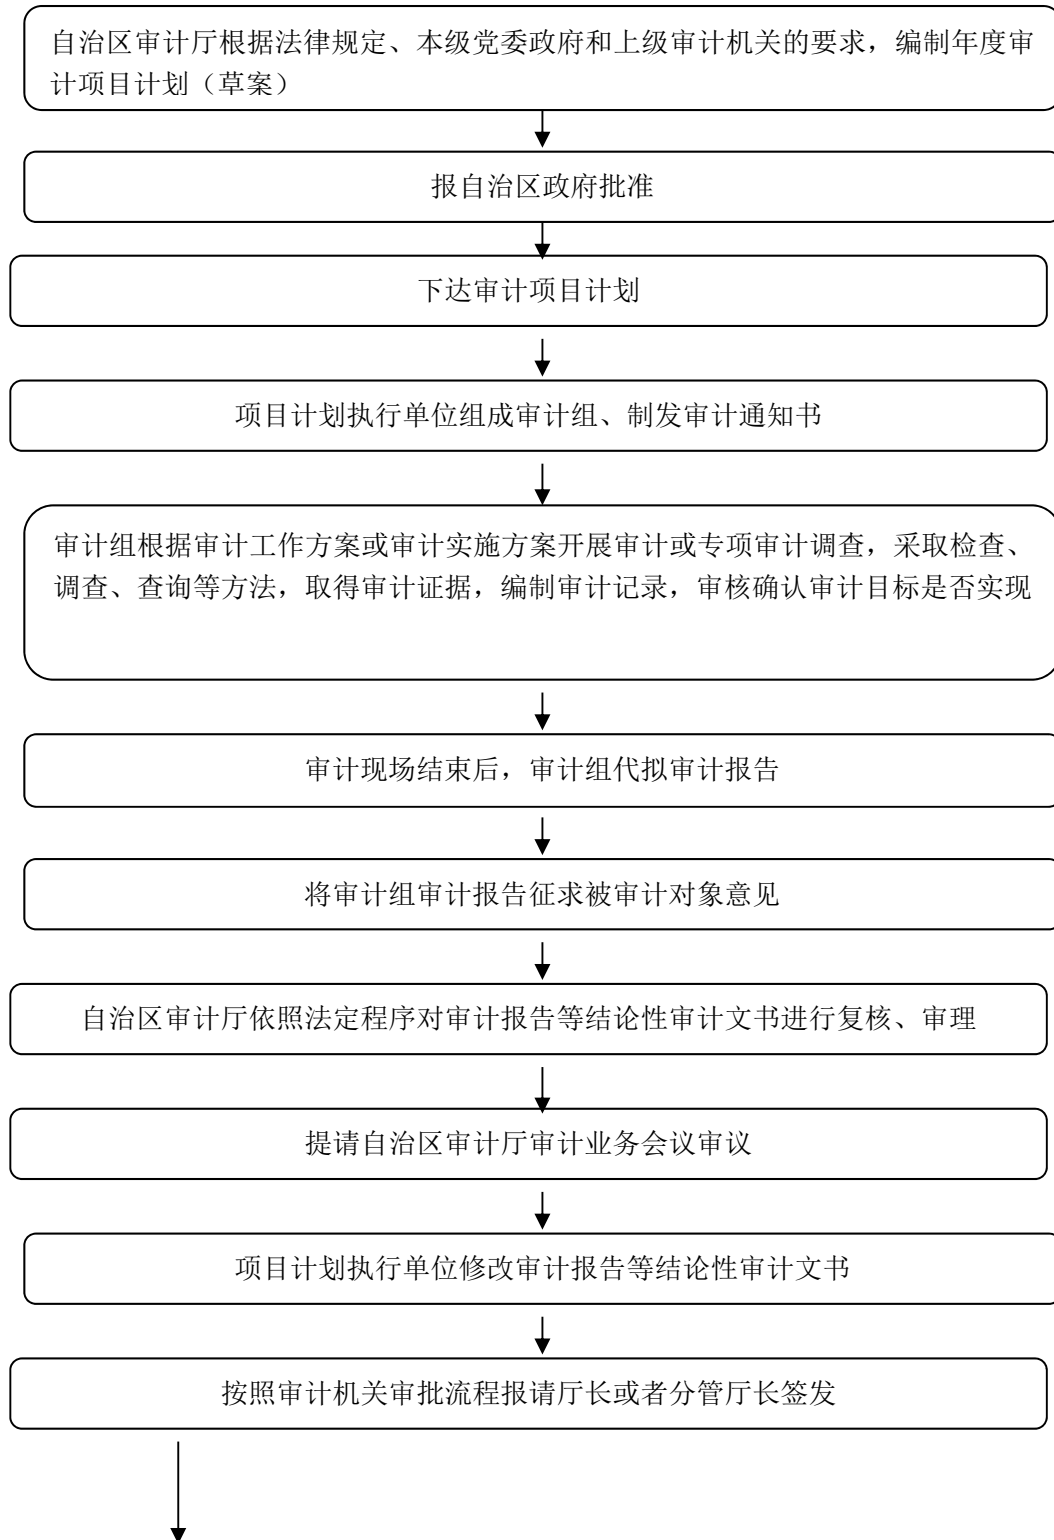 自治区审计厅根据法律规定、本级党委政府和上级审计机关的要求，编制年度审
计项目计划（草案）
报自治区政府批准
下达审计项目计划
项目计划执行单位组成审计组、制发审计通知书
审计组根据审计工作方案或审计实施方案开展审计或专项审计调查，采取检查、
调查、查询等方法，取得审计证据，编制审计记录，审核确认审计目标是否实现
审计现场结束后，审计组代拟审计报告
将审计组审计报告征求被审计对象意见
自治区审计厅依照法定程序对审计报告等结论性审计文书进行复核、审理
提请自治区审计厅审计业务会议审议
项目计划执行单位修改审计报告等结论性审计文书
按照审计机关审批流程报请厅长或者分管厅长签发